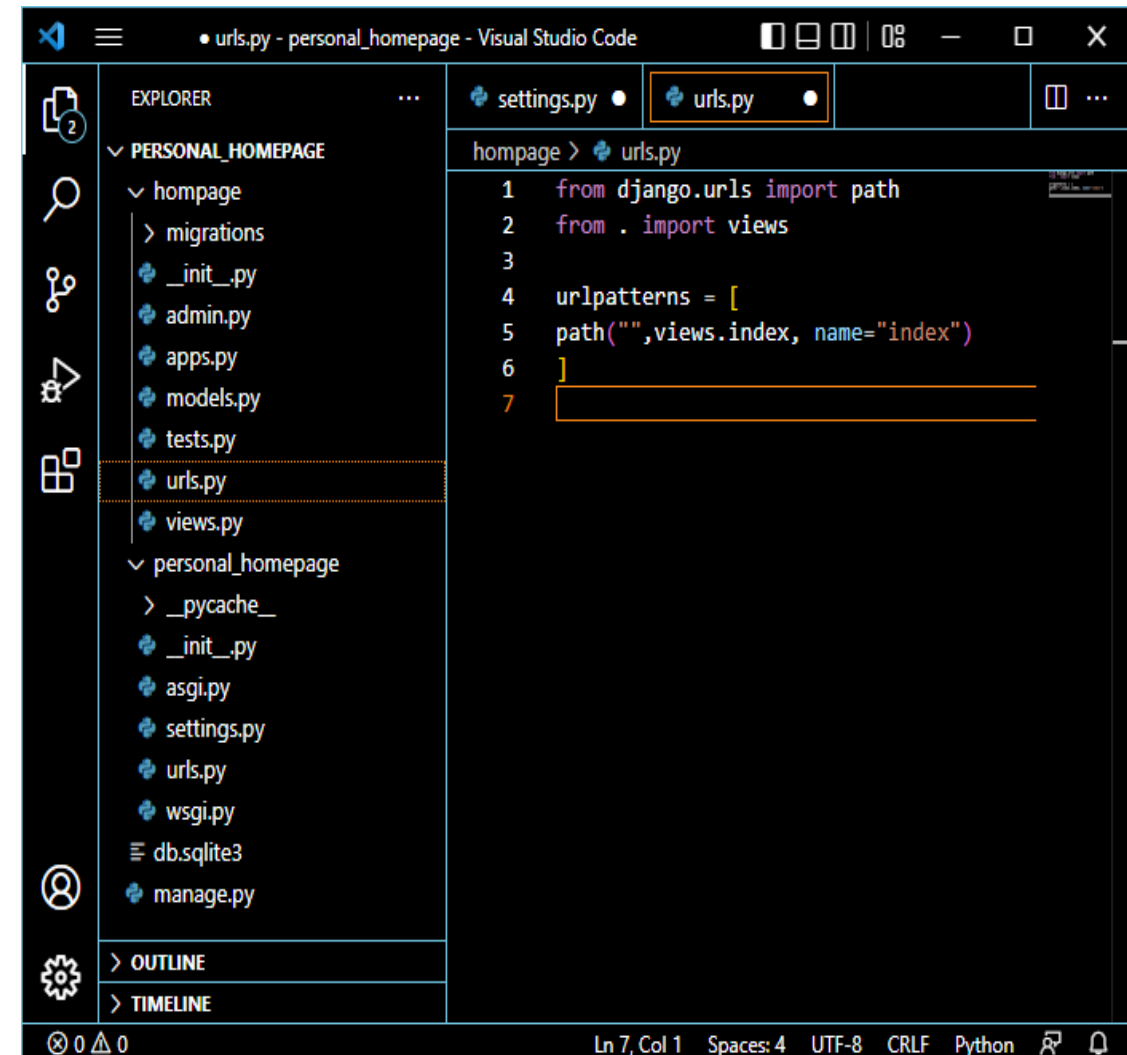 urls.py - personal_homepage - Visual Studio Code
EXPLORER
2
PERSONAL_HOMEPAGE
hompage
migrations
__init__.py
admin.py
apps.py
models.py
tests.py
urls.py
views.py
personal_homepage
__pycache__
__init__.py
asgi.py
settings.py
urls.py
wsgi.py
db.sqlite3
manage.py
OUTLINE
TIMELINE
settings.py
urls.py
hompage > urls.py
1 from django.urls import path
2 from . import views
3
4 urlpatterns = [
5 path("",views.index, name="index")
6 ]
7
0 0
Ln 7, Col 1 Spaces: 4 UTF-8 CRLF Python